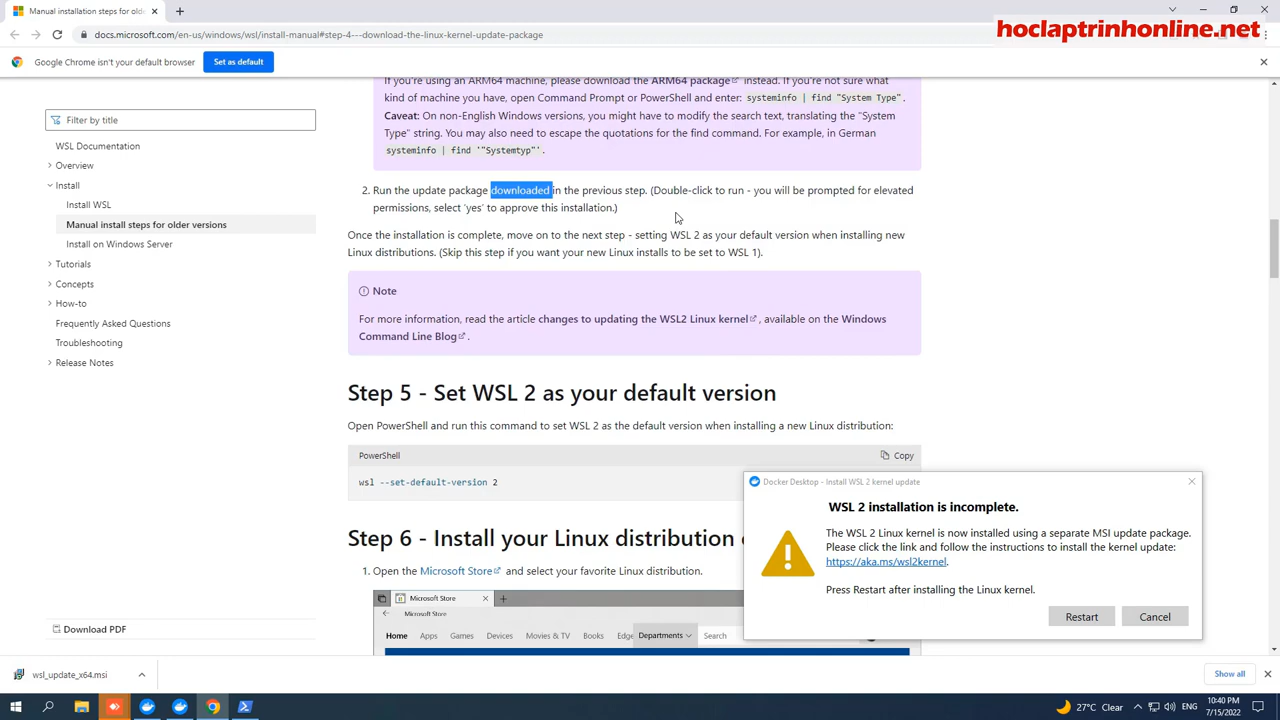 Manual installation steps for older
hoclaptrinhonline.net
docs.microsoft.com/en-us/windows/wsl/install-manual#step-4---download-the-linux-kernel-update-package
Google Chrome isn't your default browser
Set as default
Filter by title
WSL Documentation
Overview
Install
Install WSL
Manual install steps for older versions
Install on Windows Server
Tutorials
Concepts
How-to
Frequently Asked Questions
Troubleshooting
Release Notes
Download PDF
If you're using an ARM64 machine, please download the ARM64 package instead. If you're not sure what
kind of machine you have, open Command Prompt or PowerShell and enter: systeminfo | find "System Type".
Caveat: On non-English Windows versions, you might have to modify the search text, translating the "System
Type" string. You may also need to escape the quotations for the find command. For example, in German
systeminfo | find '"Systemtyp"'.
2. Run the update package downloaded in the previous step. (Double-click to run - you will be prompted for elevated
permissions, select 'yes' to approve this installation.)
Once the installation is complete, move on to the next step - setting WSL 2 as your default version when installing new
Linux distributions. (Skip this step if you want your new Linux installs to be set to WSL 1).
Note
For more information, read the article changes to updating the WSL2 Linux kernel, available on the Windows
Command Line Blog.
Step 5 - Set WSL 2 as your default version
Open PowerShell and run this command to set WSL 2 as the default version when installing a new Linux distribution:
PowerShell
Copy
wsl --set-default-version 2
Step 6 - Install your Linux distribution
1. Open the Microsoft Store and select your favorite Linux distribution.
Microsoft Store
Microsoft Store
Home Apps Games Devices Movies & TV Books Edge Departments Search
Docker Desktop - Install WSL 2 kernel update
WSL 2 installation is incomplete.
The WSL 2 Linux kernel is now installed using a separate MSI update package.
Please click the link and follow the instructions to install the kernel update:
https://aka.ms/wsl2kernel.
Press Restart after installing the Linux kernel.
Restart
Cancel
wsl_update_x64.msi
Show all
27°C Clear
ENG
10:40 PM
7/15/2022